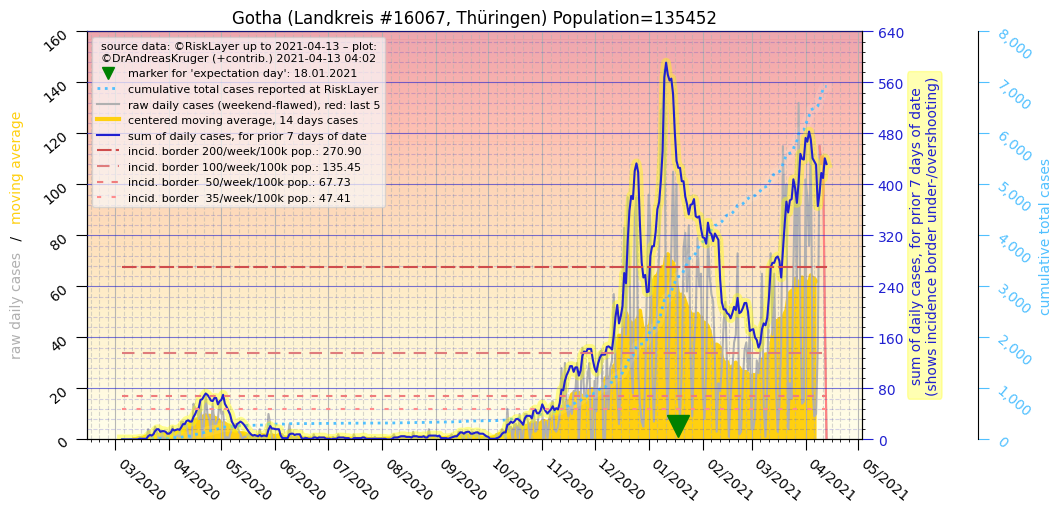 Gotha (Landkreis #16067, Thüringen) Population=135452
source data: ©RiskLayer up to 2021-04-13 – plot:
©DrAndreasKruger (+contrib.) 2021-04-13 04:02
marker for 'expectation day': 18.01.2021
cumulative total cases reported at RiskLayer
raw daily cases (weekend-flawed), red: last 5
centered moving average, 14 days cases
sum of daily cases, for prior 7 days of date
incid. border 200/week/100k pop.: 270.90
incid. border 100/week/100k pop.: 135.45
incid. border  50/week/100k pop.: 67.73
incid. border  35/week/100k pop.: 47.41
raw daily cases / moving average
160
140
120
100
80
60
40
20
0
640
560
480
400
320
240
160
80
0
sum of daily cases, for prior 7 days of date
(shows incidence border under-/overshooting)
8,000
7,000
6,000
5,000
4,000
3,000
2,000
1,000
0
cumulative total cases
03/2020
04/2020
05/2020
06/2020
07/2020
08/2020
09/2020
10/2020
11/2020
12/2020
01/2021
02/2021
03/2021
04/2021
05/2021